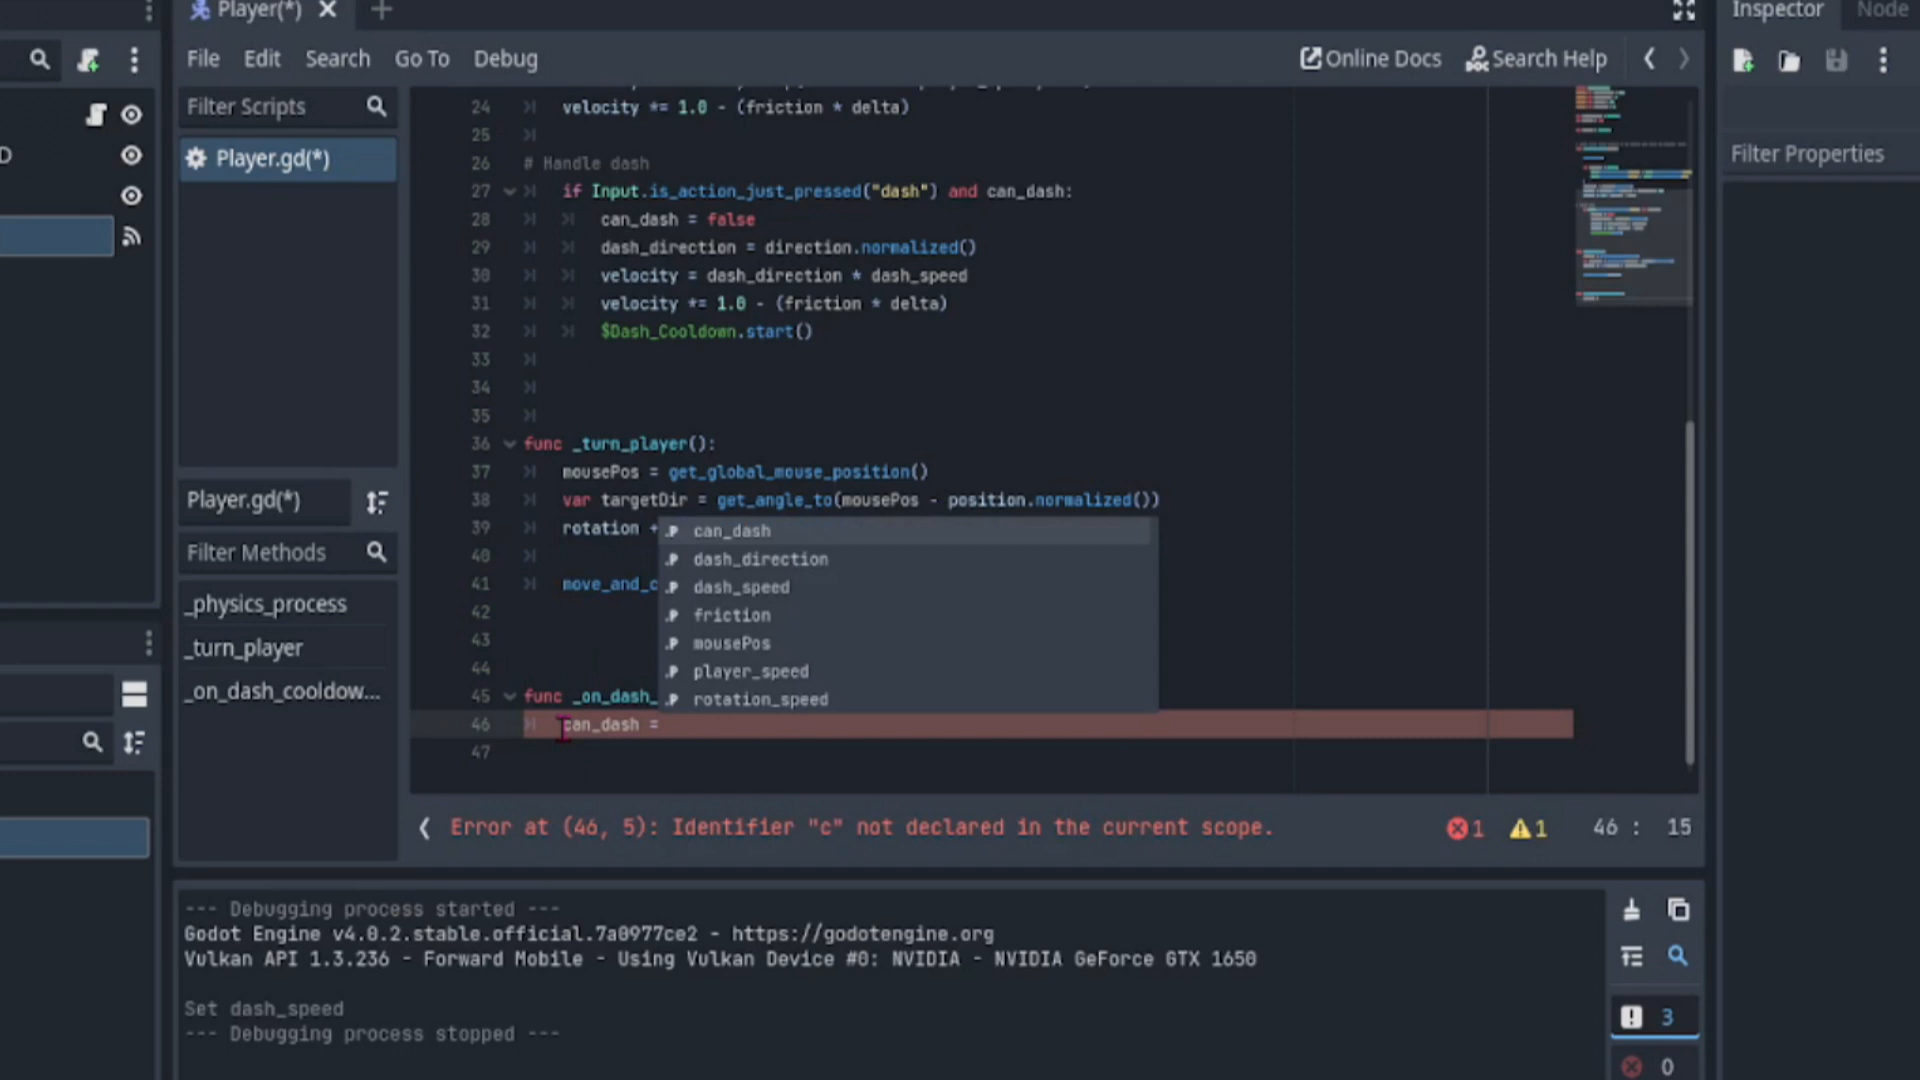 Player(*)
Inspector
Node
File
Edit
Search
Go To
Debug
Online Docs
Search Help
Filter Scripts
Player.gd(*)
Player.gd(*)
Filter Methods
_physics_process
_turn_player
_on_dash_cooldow...
24 velocity *= 1.0 - (friction * delta)
25
26 # Handle dash
27 if Input.is_action_just_pressed("dash") and can_dash:
28 can_dash = false
29 dash_direction = direction.normalized()
30 velocity = dash_direction * dash_speed
31 velocity *= 1.0 - (friction * delta)
32 $Dash_Cooldown.start()
33
34
35
36 func _turn_player():
37 mousePos = get_global_mouse_position()
38 var targetDir = get_angle_to(mousePos - position.normalized())
39 rotation +
40
41 move_and_c
42
43
44
45 func _on_dash_
46 can_dash =
47
can_dash
dash_direction
dash_speed
friction
mousePos
player_speed
rotation_speed
Error at (46, 5): Identifier "c" not declared in the current scope.
1
1
46 : 15
Filter Properties
--- Debugging process started ---
Godot Engine v4.0.2.stable.official.7a0977ce2 - https://godotengine.org
Vulkan API 1.3.236 - Forward Mobile - Using Vulkan Device #0: NVIDIA - NVIDIA GeForce GTX 1650
Set dash_speed
--- Debugging process stopped ---
3
0